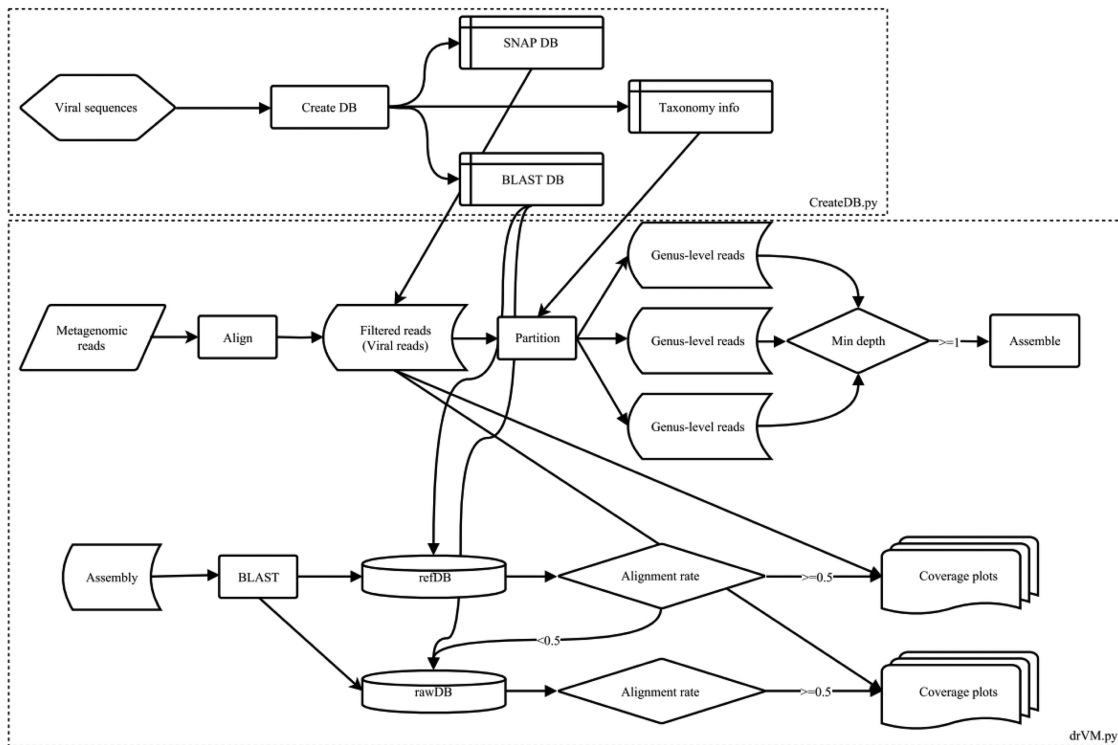 SNAP DB
Viral sequences
Create DB
Taxonomy info
BLAST DB
CreateDB.py
Genus-level reads
Metagenomic
reads
Align
Filtered reads
(Viral reads)
Partition
Genus-level reads
Min depth
>=1
Assemble
Genus-level reads
Assembly
BLAST
refDB
Alignment rate
>=0.5
Coverage plots
<0.5
rawDB
Alignment rate
>=0.5
Coverage plots
drVM.py